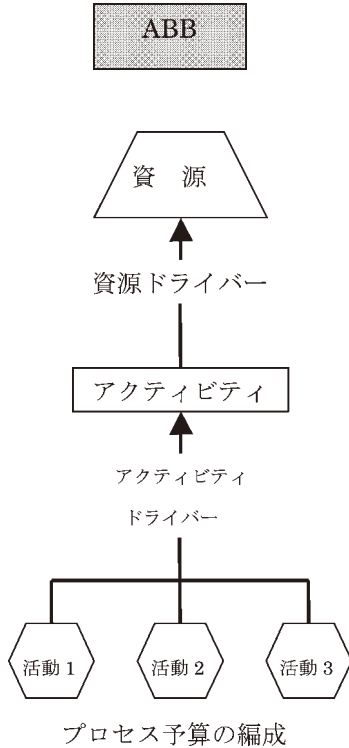 ABB
資 源
資源ドライバー
アクティビティ
アクティビティ
ドライバー
活動1
活動2
活動3
プロセス予算の編成